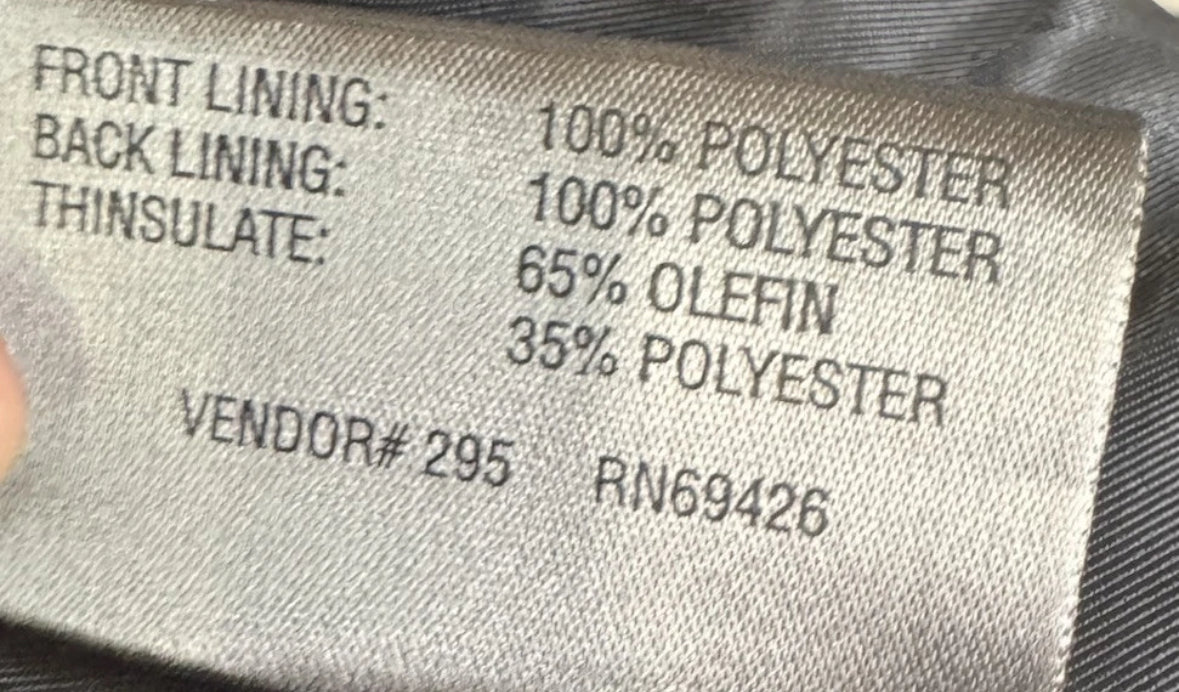 FRONT LINING: 100% POLYESTER
BACK LINING: 100% POLYESTER
THINSULATE: 65% OLEFIN
35% POLYESTER
VENDOR# 295 RN69426